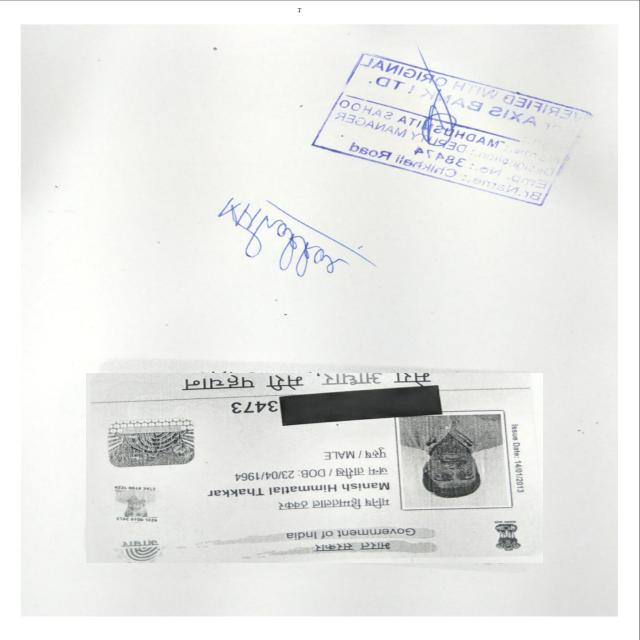 VERIFIED WITH ORIGINAL
For AXIS BANK LTD.
MADHUSMITA SAHOO
DEPUTY MANAGER
Emp. No.: 38474
Br.Name.: Chikhali Road
भारत सरकार
Government of India
मनिष हिम्मतलाल ठक्कर
Manish Himmatlal Thakkar
जन्म तारीख / DOB: 23/04/1964
पुरुष / MALE
3473
मेरा आधार, मेरी पहचान
Issue Date: 14/01/2013
आधार